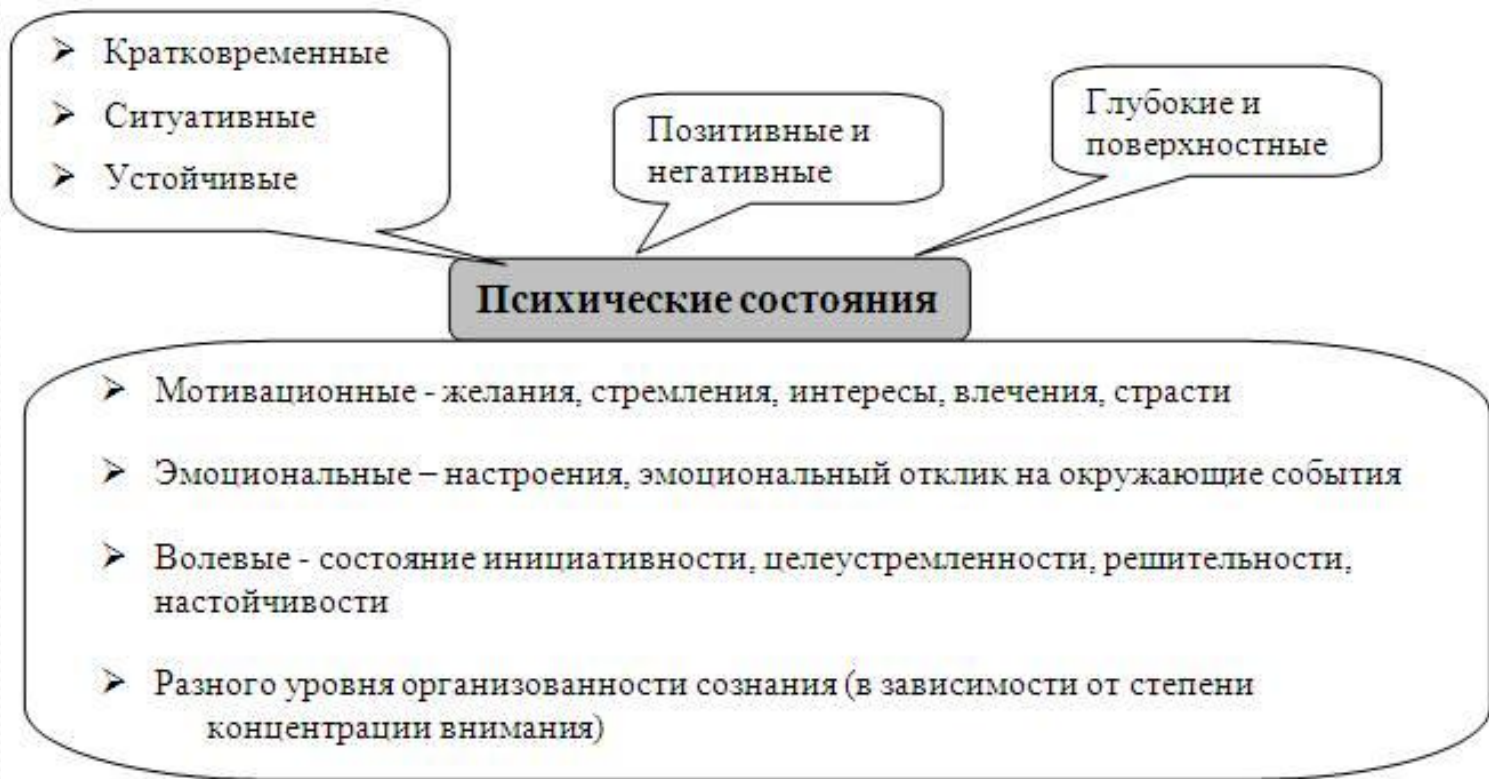 ➢ Кратковременные
➢ Ситуативные
➢ Устойчивые
Позитивные и
негативные
Глубокие и
поверхностные
Психические состояния
➢ Мотивационные - желания, стремления, интересы, влечения, страсти
➢ Эмоциональные – настроения, эмоциональный отклик на окружающие события
➢ Волевые - состояние инициативности, целеустремленности, решительности,
настойчивости
➢ Разного уровня организованности сознания (в зависимости от степени
концентрации внимания)